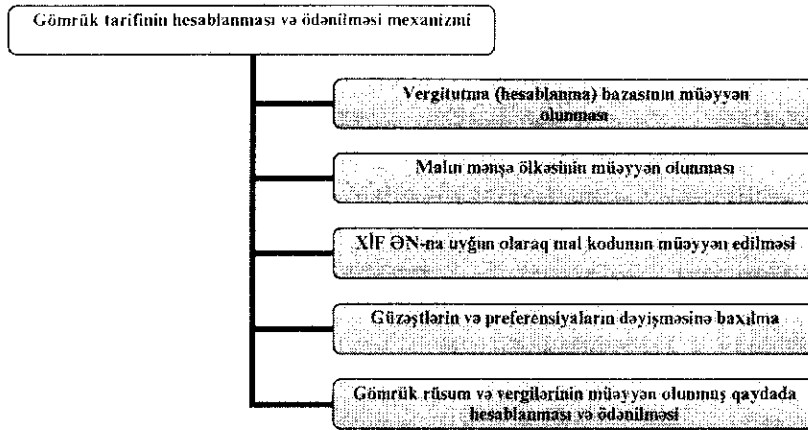 Gömrük tarifinin hesablanması və ödənilməsi mexanizmi
Vergitutma (hesablanma) bazasının müəyyən
olunması
Malın mənşə ölkəsinin müəyyən olunması
XİF ƏN-na uyğun olaraq mal kodunun müəyyən edilməsi
Güzəştlərin və preferensiyaların dəyişməsinə baxılma
Gömrük rüsum və vergilərinin müəyyən olunmuş qaydada
hesablanması və ödənilməsi